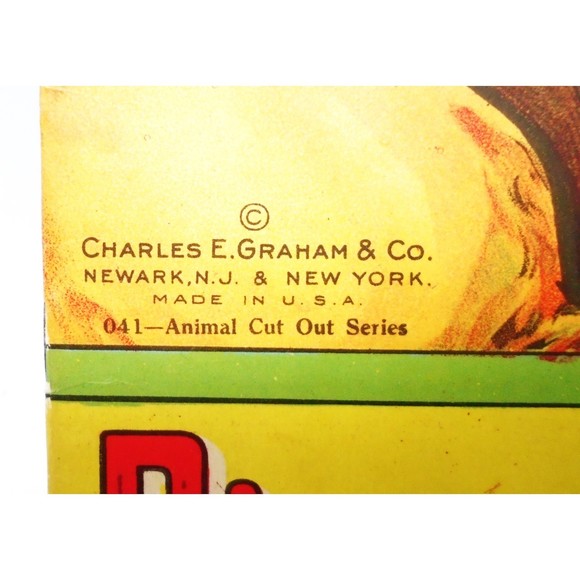 ©
CHARLES E. GRAHAM & CO.
NEWARK, N.J. & NEW YORK.
MADE IN U.S.A.
041—Animal Cut Out Series